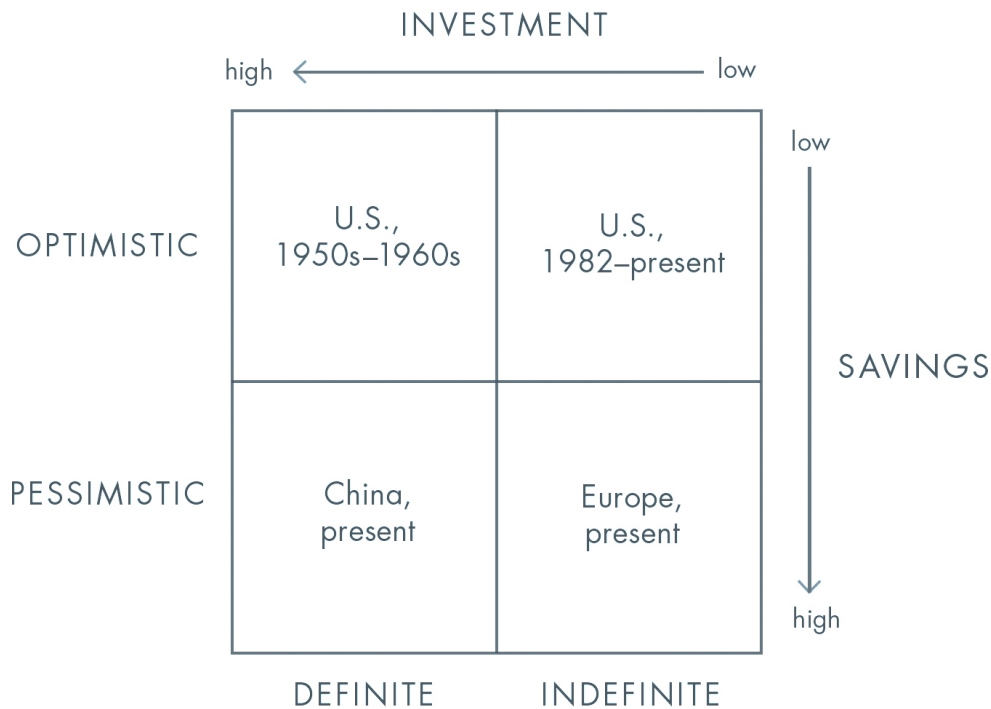 INVESTMENT
high low
low
OPTIMISTIC
U.S.,
1950s–1960s
U.S.,
1982–present
SAVINGS
PESSIMISTIC
China,
present
Europe,
present
high
DEFINITE INDEFINITE